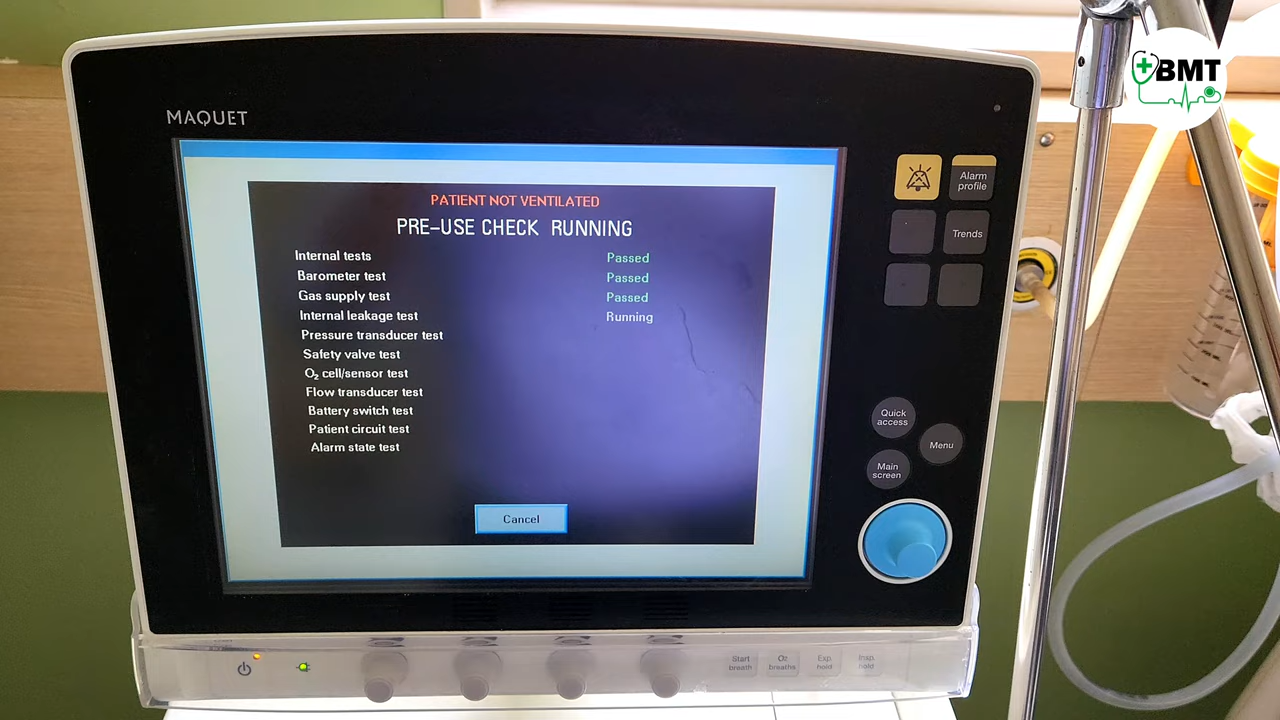 BMT
MAQUET
PATIENT NOT VENTILATED
PRE-USE CHECK RUNNING
Internal tests Passed
Barometer test Passed
Gas supply test Passed
Internal leakage test Running
Pressure transducer test
Safety valve test
O₂ cell/sensor test
Flow transducer test
Battery switch test
Patient circuit test
Alarm state test
Cancel
Alarm profile
Trends
Quick access
Menu
Main screen
Start breath
O₂ breaths
Exp. hold
Insp. hold